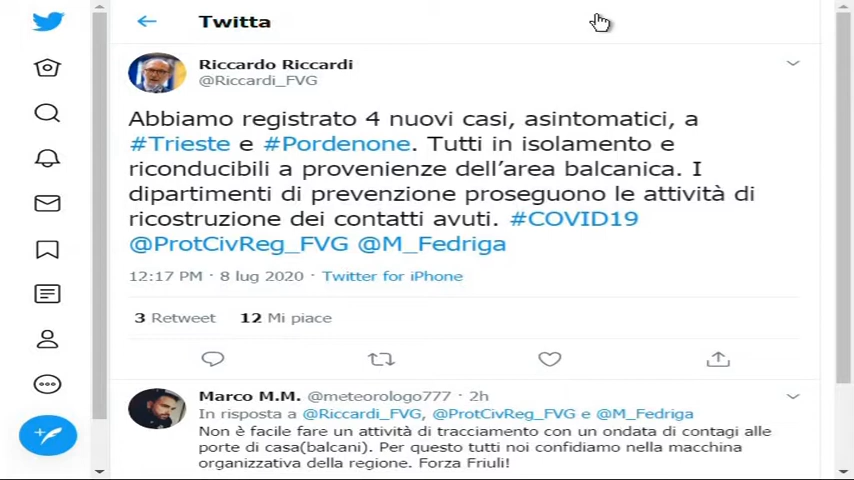 Twitta
Riccardo Riccardi
@Riccardi_FVG
Abbiamo registrato 4 nuovi casi, asintomatici, a
#Trieste e #Pordenone. Tutti in isolamento e
riconducibili a provenienze dell'area balcanica. I
dipartimenti di prevenzione proseguono le attività di
ricostruzione dei contatti avuti. #COVID19
@ProtCivReg_FVG @M_Fedriga
12:17 PM · 8 lug 2020 · Twitter for iPhone
3 Retweet 12 Mi piace
Marco M.M. @meteorologo777 · 2h
In risposta a @Riccardi_FVG, @ProtCivReg_FVG e @M_Fedriga
Non è facile fare un attività di tracciamento con un ondata di contagi alle
porte di casa(balcani). Per questo tutti noi confidiamo nella macchina
organizzativa della regione. Forza Friuli!